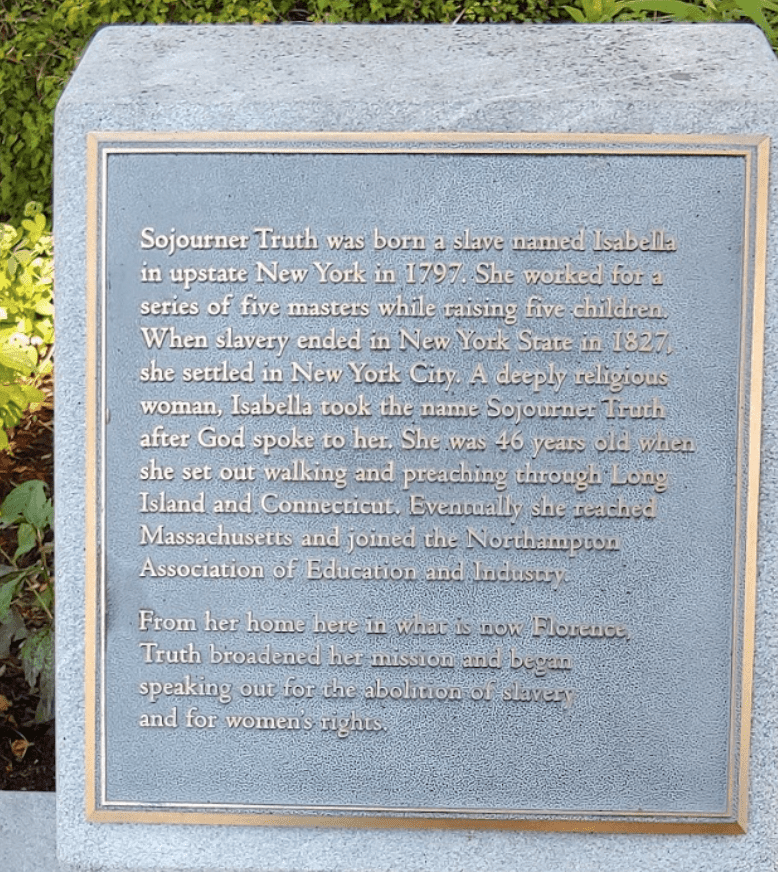 Sojourner Truth was born a slave named Isabella
in upstate New York in 1797. She worked for a
series of five masters while raising five children.
When slavery ended in New York State in 1827,
she settled in New York City. A deeply religious
woman, Isabella took the name Sojourner Truth
after God spoke to her. She was 46 years old when
she set out walking and preaching through Long
Island and Connecticut. Eventually she reached
Massachusetts and joined the Northampton
Association of Education and Industry.
From her home here in what is now Florence,
Truth broadened her mission and began
speaking out for the abolition of slavery
and for women's rights.